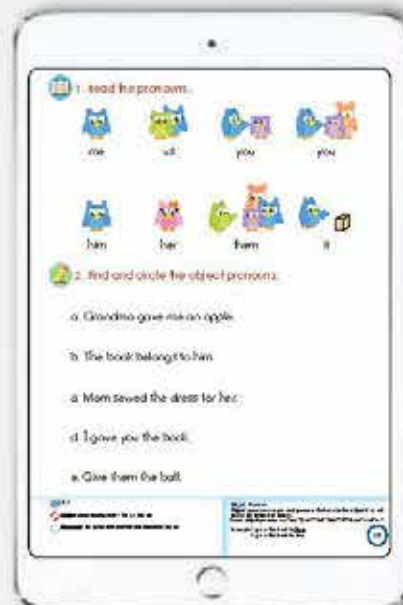 1. Read the pronouns.
me us you you
him her them it
2. Find and circle the object pronouns.
a. Grandma gave me an apple.
b. The book belongs to him.
c. Mom sewed the dress for her.
d. I gave you the book.
e. Give them the ball.